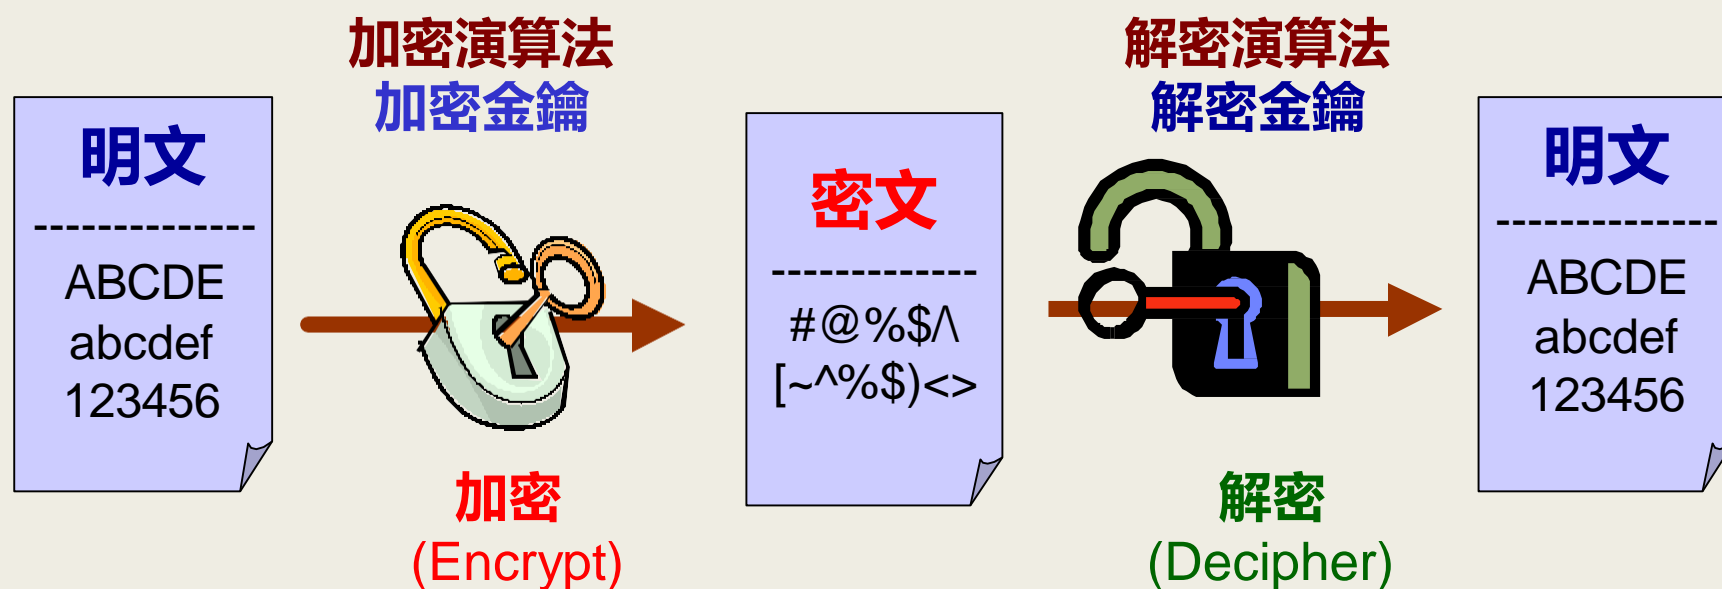 加密演算法
加密金鑰
解密演算法
解密金鑰
明文
--------------
ABCDE
abcdef
123456
密文
-------------
#@%$/\
[~^%$)<>
明文
--------------
ABCDE
abcdef
123456
加密
(Encrypt)
解密
(Decipher)